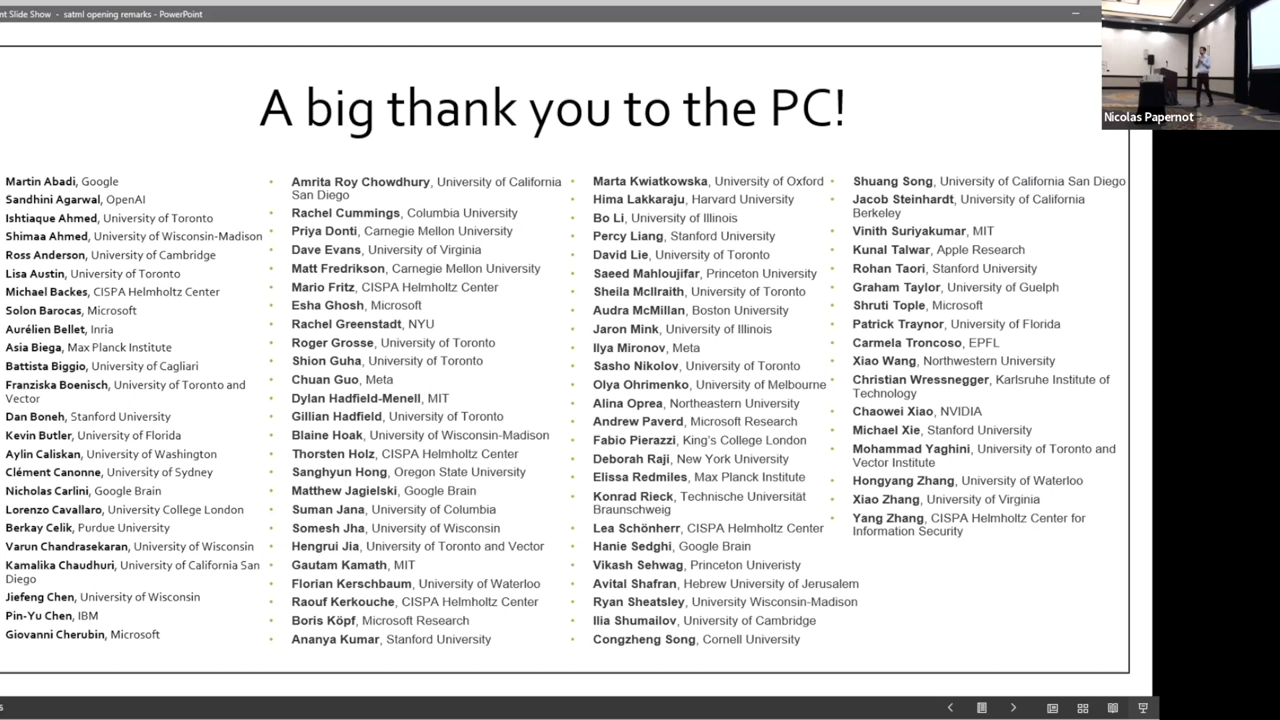 nt Slide Show - satml opening remarks - PowerPoint
Nicolas Papernot
A big thank you to the PC!
Martin Abadi, Google
Sandhini Agarwal, OpenAI
Ishtiaque Ahmed, University of Toronto
Shimaa Ahmed, University of Wisconsin-Madison
Ross Anderson, University of Cambridge
Lisa Austin, University of Toronto
Michael Backes, CISPA Helmholtz Center
Solon Barocas, Microsoft
Aurélien Bellet, Inria
Asia Biega, Max Planck Institute
Battista Biggio, University of Cagliari
Franziska Boenisch, University of Toronto and
Vector
Dan Boneh, Stanford University
Kevin Butler, University of Florida
Aylin Caliskan, University of Washington
Clément Canonne, University of Sydney
Nicholas Carlini, Google Brain
Lorenzo Cavallaro, University College London
Berkay Celik, Purdue University
Varun Chandrasekaran, University of Wisconsin
Kamalika Chaudhuri, University of California San
Diego
Jiefeng Chen, University of Wisconsin
Pin-Yu Chen, IBM
Giovanni Cherubin, Microsoft
Amrita Roy Chowdhury, University of California
San Diego
Rachel Cummings, Columbia University
Priya Donti, Carnegie Mellon University
Dave Evans, University of Virginia
Matt Fredrikson, Carnegie Mellon University
Mario Fritz, CISPA Helmholtz Center
Esha Ghosh, Microsoft
Rachel Greenstadt, NYU
Roger Grosse, University of Toronto
Shion Guha, University of Toronto
Chuan Guo, Meta
Dylan Hadfield-Menell, MIT
Gillian Hadfield, University of Toronto
Blaine Hoak, University of Wisconsin-Madison
Thorsten Holz, CISPA Helmholtz Center
Sanghyun Hong, Oregon State University
Matthew Jagielski, Google Brain
Suman Jana, University of Columbia
Somesh Jha, University of Wisconsin
Hengrui Jia, University of Toronto and Vector
Gautam Kamath, MIT
Florian Kerschbaum, University of Waterloo
Raouf Kerkouche, CISPA Helmholtz Center
Boris Köpf, Microsoft Research
Ananya Kumar, Stanford University
Marta Kwiatkowska, University of Oxford
Hima Lakkaraju, Harvard University
Bo Li, University of Illinois
Percy Liang, Stanford University
David Lie, University of Toronto
Saeed Mahloujifar, Princeton University
Sheila McIlraith, University of Toronto
Audra McMillan, Boston University
Jaron Mink, University of Illinois
Ilya Mironov, Meta
Sasho Nikolov, University of Toronto
Olya Ohrimenko, University of Melbourne
Alina Oprea, Northeastern University
Andrew Paverd, Microsoft Research
Fabio Pierazzi, King's College London
Deborah Raji, New York University
Elissa Redmiles, Max Planck Institute
Konrad Rieck, Technische Universität
Braunschweig
Lea Schönherr, CISPA Helmholtz Center
Hanie Sedghi, Google Brain
Vikash Sehwag, Princeton Univeristy
Avital Shafran, Hebrew University of Jerusalem
Ryan Sheatsley, University Wisconsin-Madison
Ilia Shumailov, University of Cambridge
Congzheng Song, Cornell University
Shuang Song, University of California San Diego
Jacob Steinhardt, University of California
Berkeley
Vinith Suriyakumar, MIT
Kunal Talwar, Apple Research
Rohan Taori, Stanford University
Graham Taylor, University of Guelph
Shruti Tople, Microsoft
Patrick Traynor, University of Florida
Carmela Troncoso, EPFL
Xiao Wang, Northwestern University
Christian Wressnegger, Karlsruhe Institute of
Technology
Chaowei Xiao, NVIDIA
Michael Xie, Stanford University
Mohammad Yaghini, University of Toronto and
Vector Institute
Hongyang Zhang, University of Waterloo
Xiao Zhang, University of Virginia
Yang Zhang, CISPA Helmholtz Center for
Information Security